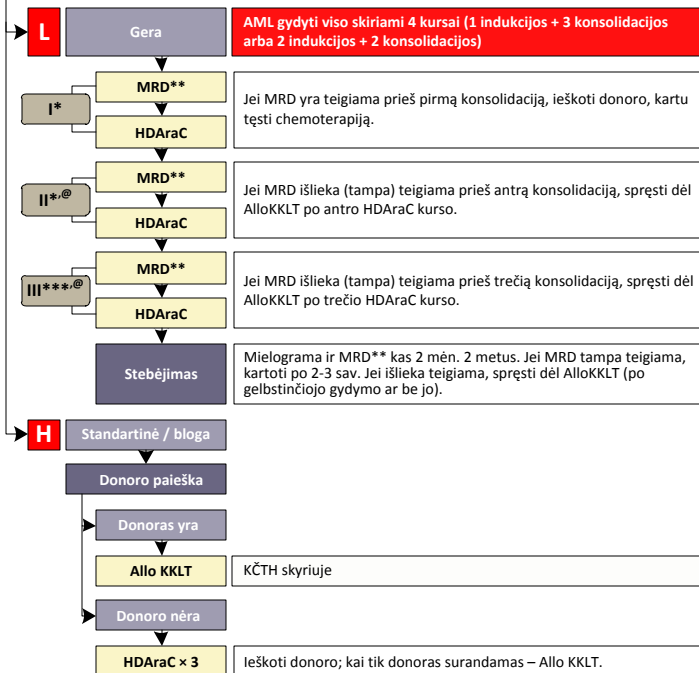 L
Gera
AML gydyti viso skiriami 4 kursai (1 indukcijos + 3 konsolidacijos
arba 2 indukcijos + 2 konsolidacijos)
I*
MRD**
HDAraC
Jei MRD yra teigiama prieš pirmą konsolidaciją, ieškoti donoro, kartu
tęsti chemoterapiją.
II*,@
MRD**
HDAraC
Jei MRD išlieka (tampa) teigiama prieš antrą konsolidaciją, spręsti dėl
AlloKKLT po antro HDAraC kurso.
III***,@
MRD**
HDAraC
Jei MRD išlieka (tampa) teigiama prieš trečią konsolidaciją, spręsti dėl
AlloKKLT po trečio HDAraC kurso.
Stebėjimas
Mielograma ir MRD** kas 2 mėn. 2 metus. Jei MRD tampa teigiama,
kartoti po 2-3 sav. Jei išlieka teigiama, spręsti dėl AlloKKLT (po
gelbstinčiojo gydymo ar be jo).
H
Standartinė / bloga
Donoro paieška
Donoras yra
Allo KKLT
KČTH skyriuje
Donoro nėra
HDAraC × 3
Ieškoti donoro; kai tik donoras surandamas – Allo KKLT.